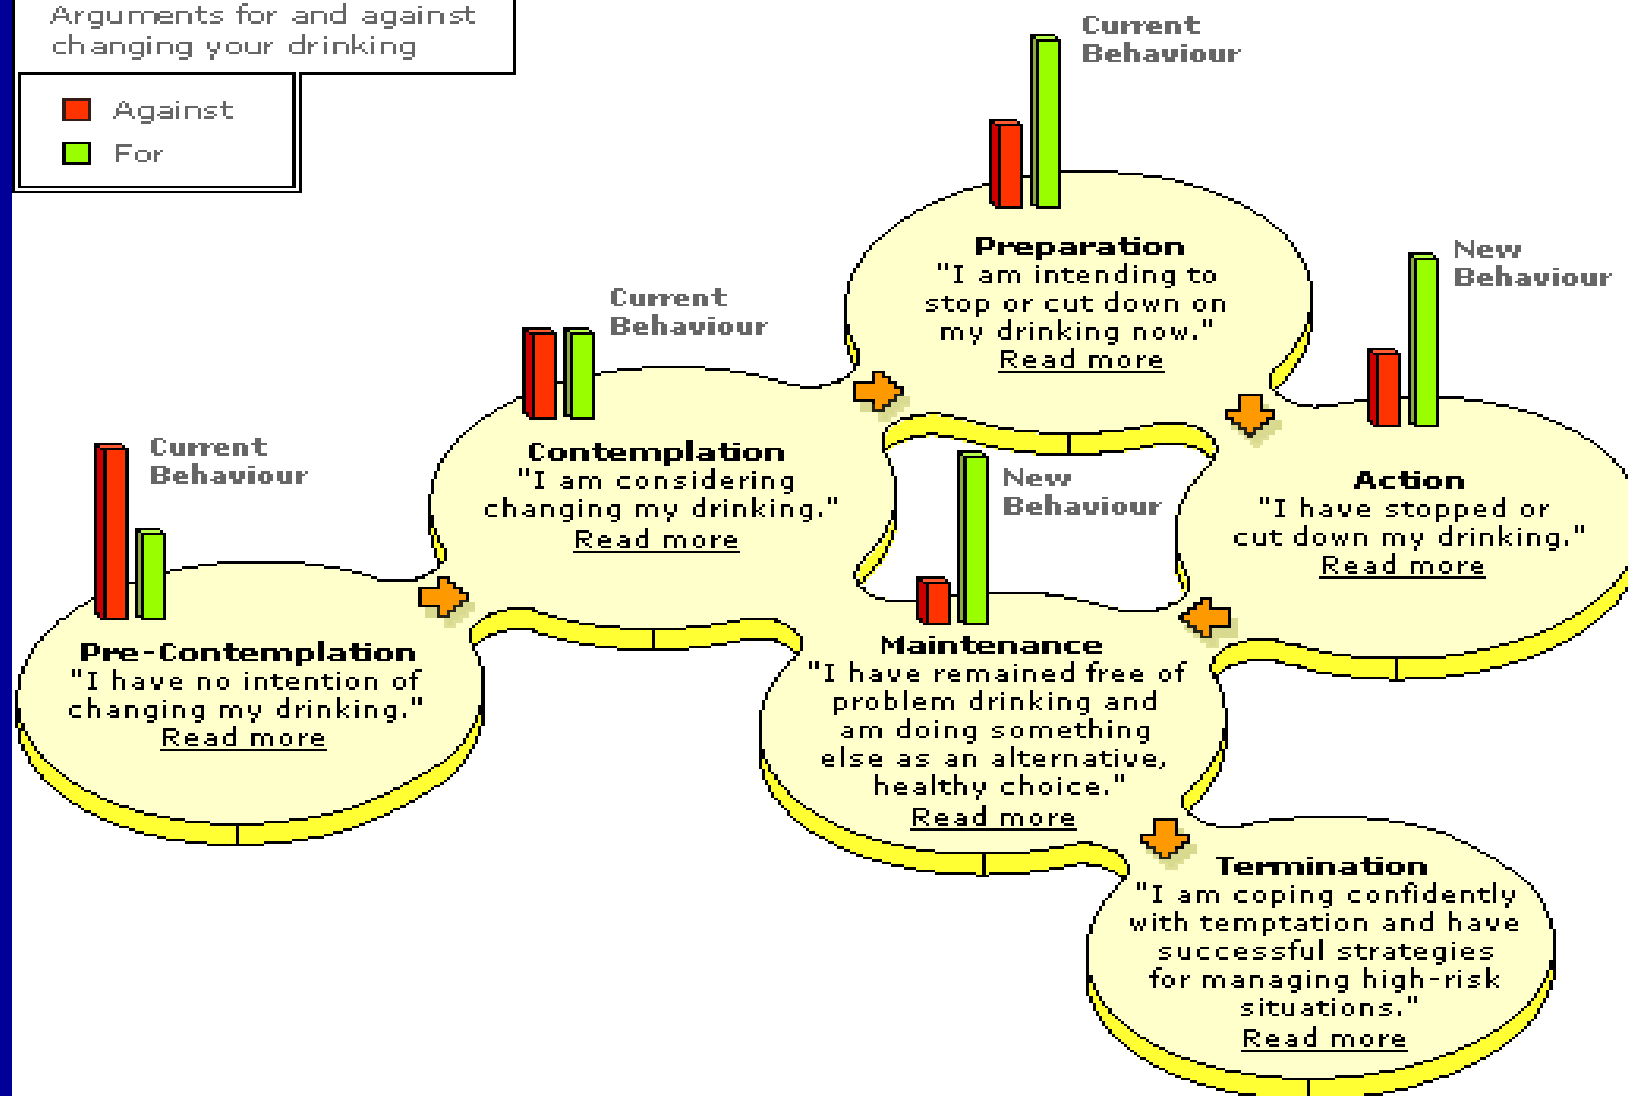 Arguments for and against
changing your drinking
Against
For
Current
Behaviour
Pre-Contemplation
"I have no intention of
changing my drinking."
Read more
Current
Behaviour
Contemplation
"I am considering
changing my drinking."
Read more
Current
Behaviour
Preparation
"I am intending to
stop or cut down on
my drinking now."
Read more
New
Behaviour
Action
"I have stopped or
cut down my drinking."
Read more
New
Behaviour
Maintenance
"I have remained free of
problem drinking and
am doing something
else as an alternative,
healthy choice."
Read more
Termination
"I am coping confidently
with temptation and have
successful strategies
for managing high-risk
situations."
Read more